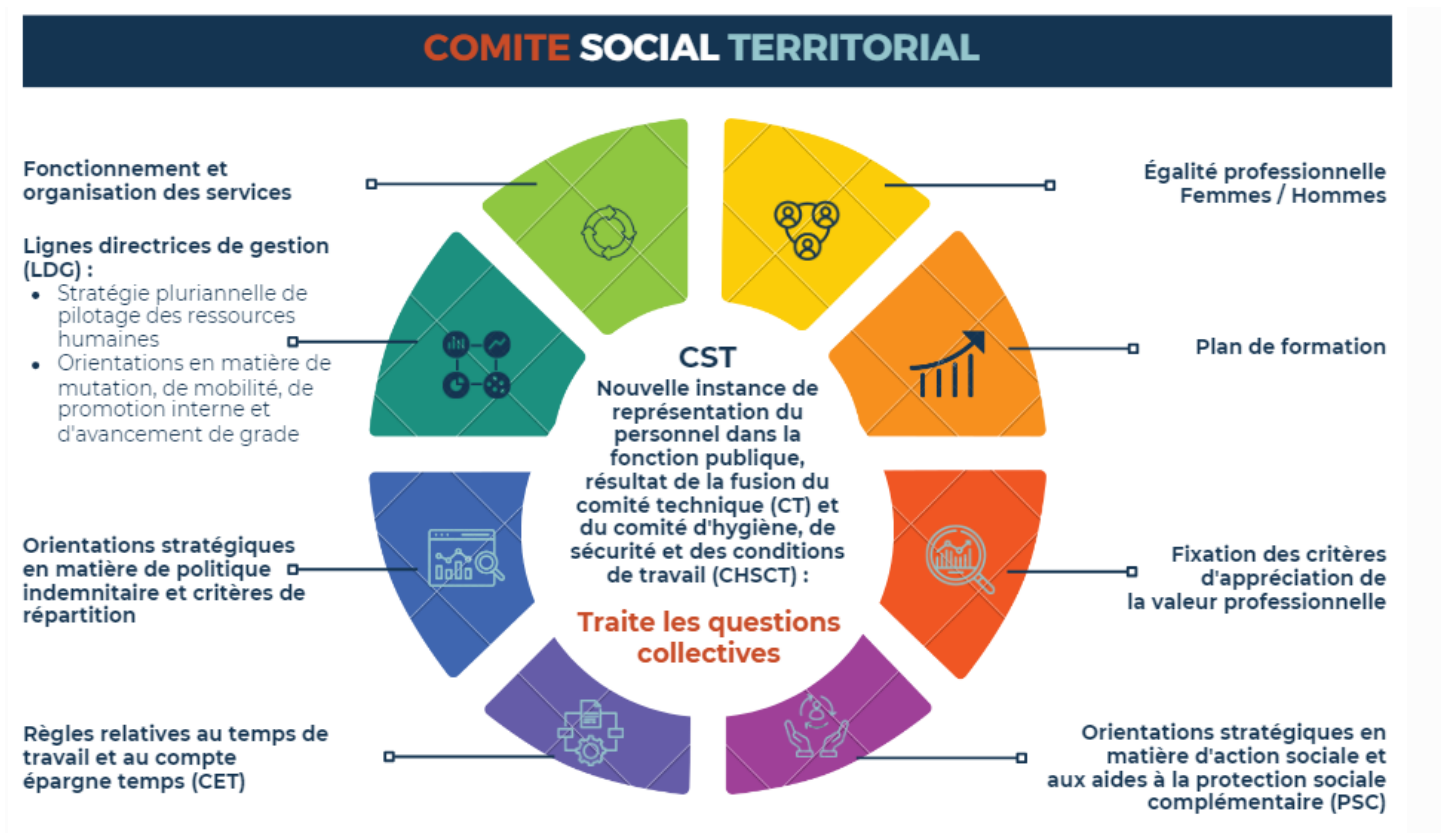 COMITE SOCIAL TERRITORIAL
Fonctionnement et
organisation des services
Lignes directrices de gestion
(LDG) :
• Stratégie pluriannuelle de
pilotage des ressources
humaines
• Orientations en matière de
mutation, de mobilité, de
promotion interne et
d'avancement de grade
Orientations stratégiques
en matière de politique
indemnitaire et critères de
répartition
Règles relatives au temps de
travail et au compte
épargne temps (CET)
CST
Nouvelle instance de
représentation du
personnel dans la
fonction publique,
résultat de la fusion du
comité technique (CT) et
du comité d'hygiène, de
sécurité et des conditions
de travail (CHSCT) :
Traite les questions
collectives
Égalité professionnelle
Femmes / Hommes
Plan de formation
Fixation des critères
d'appréciation de
la valeur professionnelle
Orientations stratégiques en
matière d'action sociale et
aux aides à la protection sociale
complémentaire (PSC)